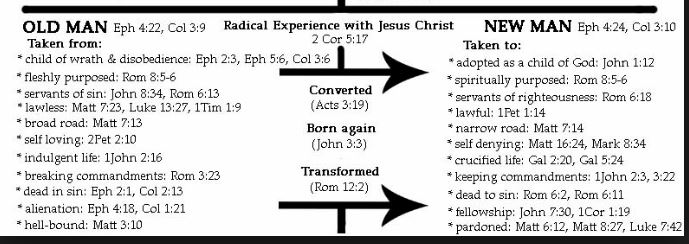 OLD MAN Eph 4:22, Col 3:9
Taken from:
* child of wrath & disobedience: Eph 2:3, Eph 5:6, Col 3:6
* fleshly purposed: Rom 8:5-6
* servants of sin: John 8:34, Rom 6:13
* lawless: Matt 7:23, Luke 13:27, 1Tim 1:9
* broad road: Matt 7:13
* self loving: 2Pet 2:10
* indulgent life: 1John 2:16
* breaking commandments: Rom 3:23
* dead in sin: Eph 2:1, Col 2:13
* alienation: Eph 4:18, Col 1:21
* hell-bound: Matt 3:10
Radical Experience with Jesus Christ
2 Cor 5:17
Converted
(Acts 3:19)
Born again
(John 3:3)
Transformed
(Rom 12:2)
NEW MAN Eph 4:24, Col 3:10
Taken to:
* adopted as a child of God: John 1:12
* spiritually purposed: Rom 8:5-6
* servants of righteousness: Rom 6:18
* lawful: 1Pet 1:14
* narrow road: Matt 7:14
* self denying: Matt 16:24, Mark 8:34
* crucified life: Gal 2:20, Gal 5:24
* keeping commandments: 1John 2:3, 3:22
* dead to sin: Rom 6:2, Rom 6:11
* fellowship: John 7:30, 1Cor 1:19
* pardoned: Matt 6:12, Matt 8:27, Luke 7:42